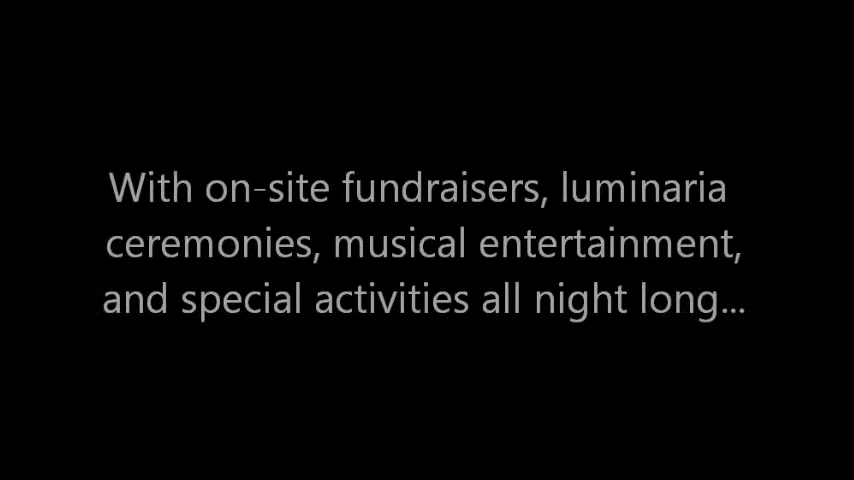 With on-site fundraisers, luminaria
ceremonies, musical entertainment,
and special activities all night long...